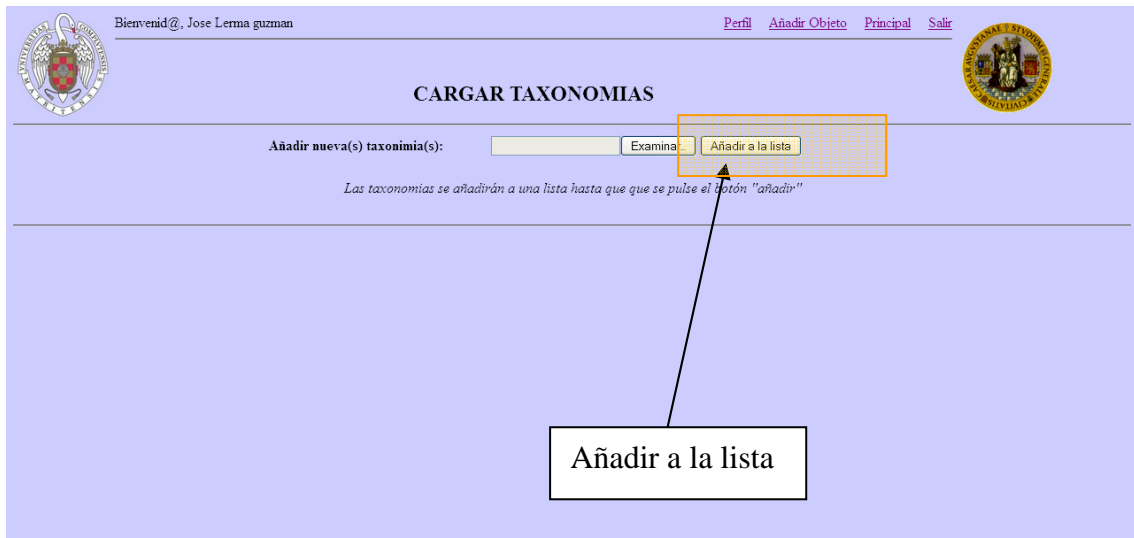 Bienvenid@, Jose Lerma guzman Perfil Añadir Objeto Principal Salir
CARGAR TAXONOMIAS
Añadir nueva(s) taxonimia(s): Examinar.. Añadir a la lista
Las taxonomias se añadirán a una lista hasta que que se pulse el botón "añadir"
Añadir a la lista